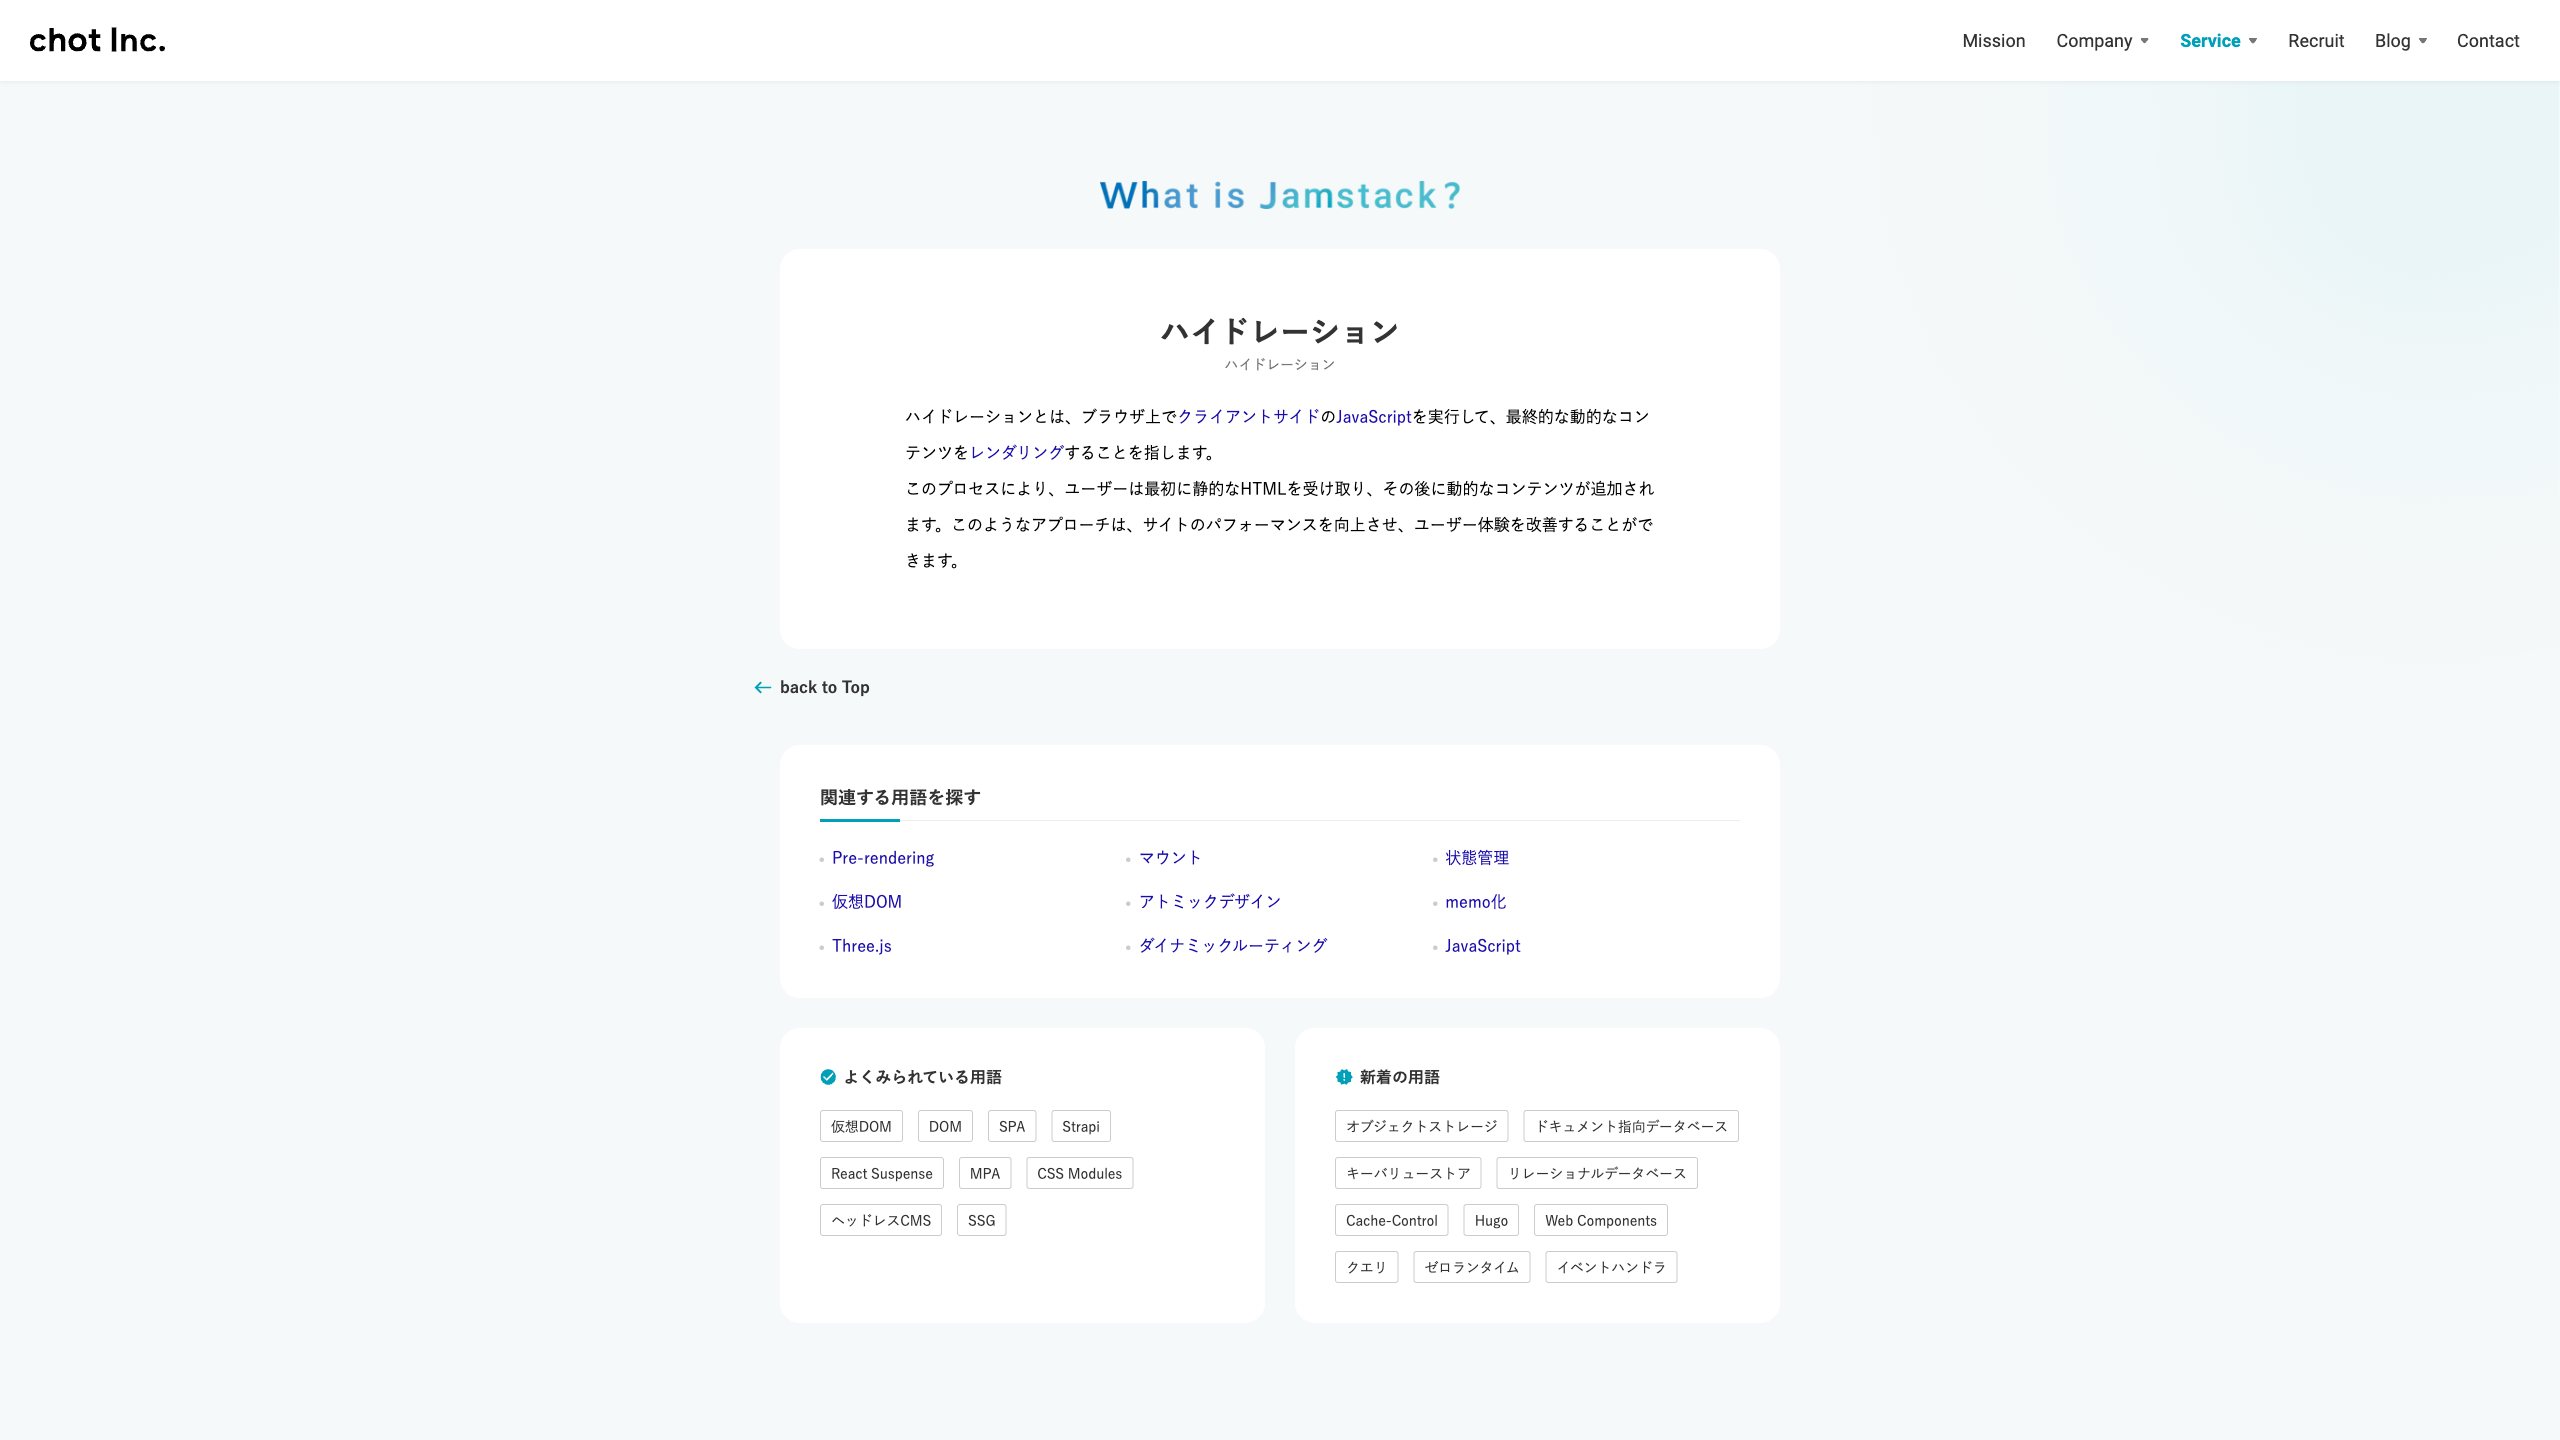 chot Inc.
Mission Company Service Recruit Blog Contact
What is Jamstack?
ハイドレーション
ハイドレーション
ハイドレーションとは、ブラウザ上でクライアントサイドのJavaScriptを実行して、最終的な動的なコン
テンツをレンダリングすることを指します。
このプロセスにより、ユーザーは最初に静的なHTMLを受け取り、その後に動的なコンテンツが追加され
ます。このようなアプローチは、サイトのパフォーマンスを向上させ、ユーザー体験を改善することがで
きます。
back to Top
関連する用語を探す
Pre-rendering マウント 状態管理
仮想DOM アトミックデザイン memo化
Three.js ダイナミックルーティング JavaScript
よくみられている用語
仮想DOM DOM SPA Strapi
React Suspense MPA CSS Modules
ヘッドレスCMS SSG
新着の用語
オブジェクトストレージ ドキュメント指向データベース
キーバリューストア リレーショナルデータベース
Cache-Control Hugo Web Components
クエリ ゼロランタイム イベントハンドラ